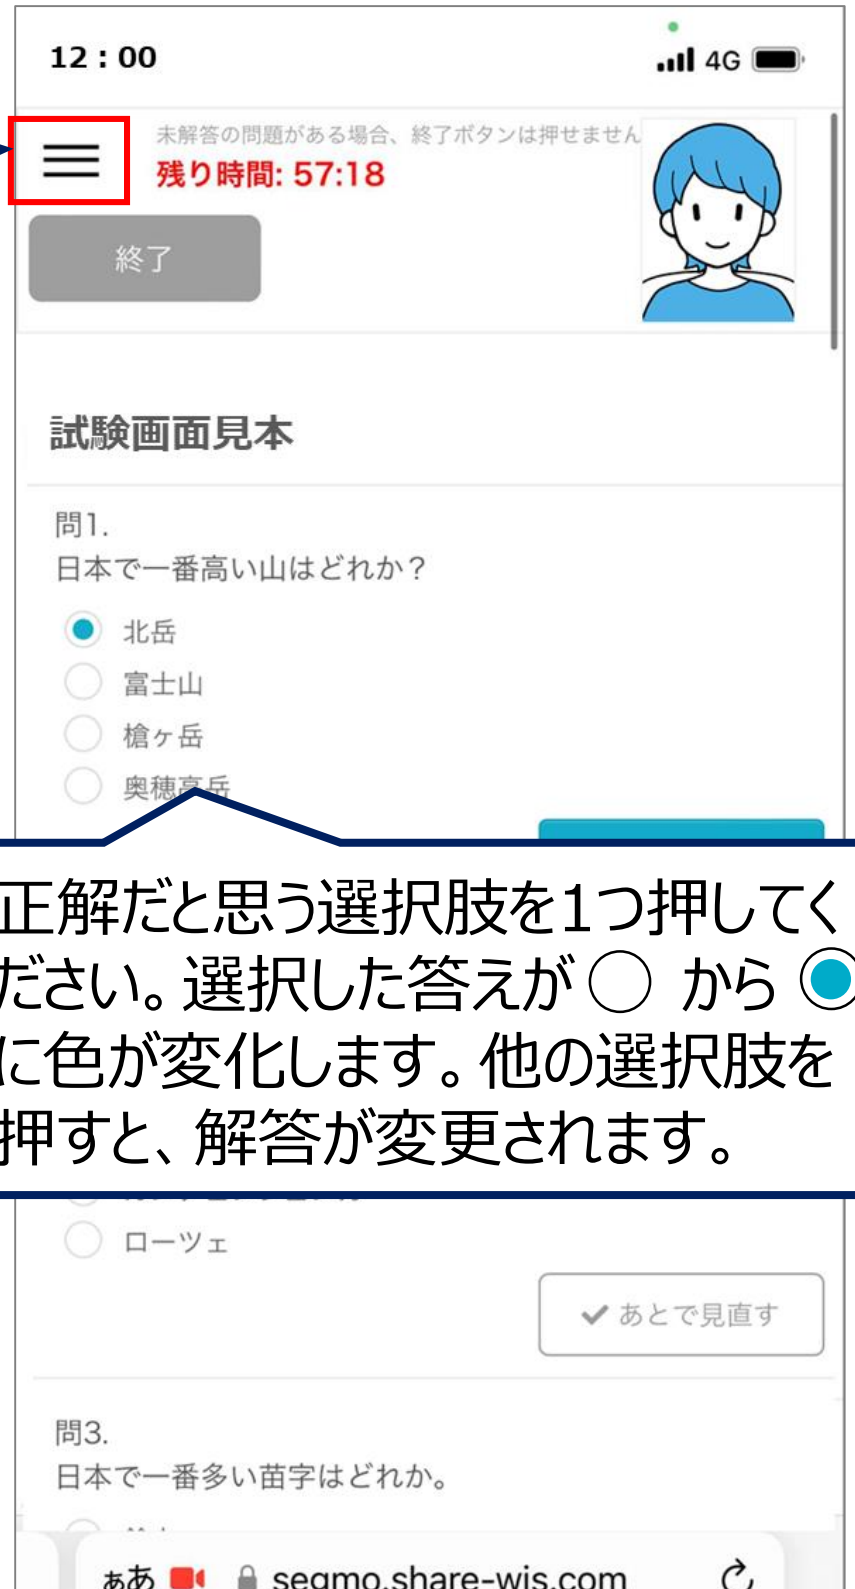 12：00
4G
未解答の問題がある場合、終了ボタンは押せません
残り時間: 57:18
終了
試験画面見本
問1.
日本で一番高い山はどれか？
北岳
富士山
槍ヶ岳
奥穂高岳
正解だと思う選択肢を1つ押してく
ださい。選択した答えが ○ から
に色が変化します。他の選択肢を
押すと、解答が変更されます。
ローツェ
あとで見直す
問3.
日本で一番多い苗字はどれか。
ぁあ segmo.share-wis.com